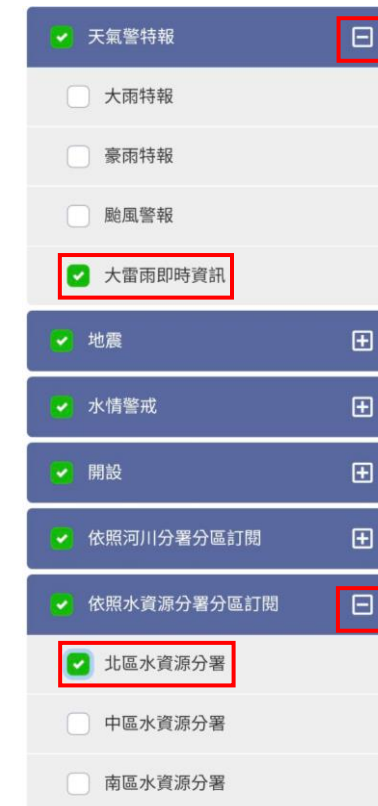 天氣警特報
大雨特報
豪雨特報
颱風警報
大雷雨即時資訊
地震
水情警戒
開設
依照河川分署分區訂閱
依照水資源分署分區訂閱
北區水資源分署
中區水資源分署
南區水資源分署